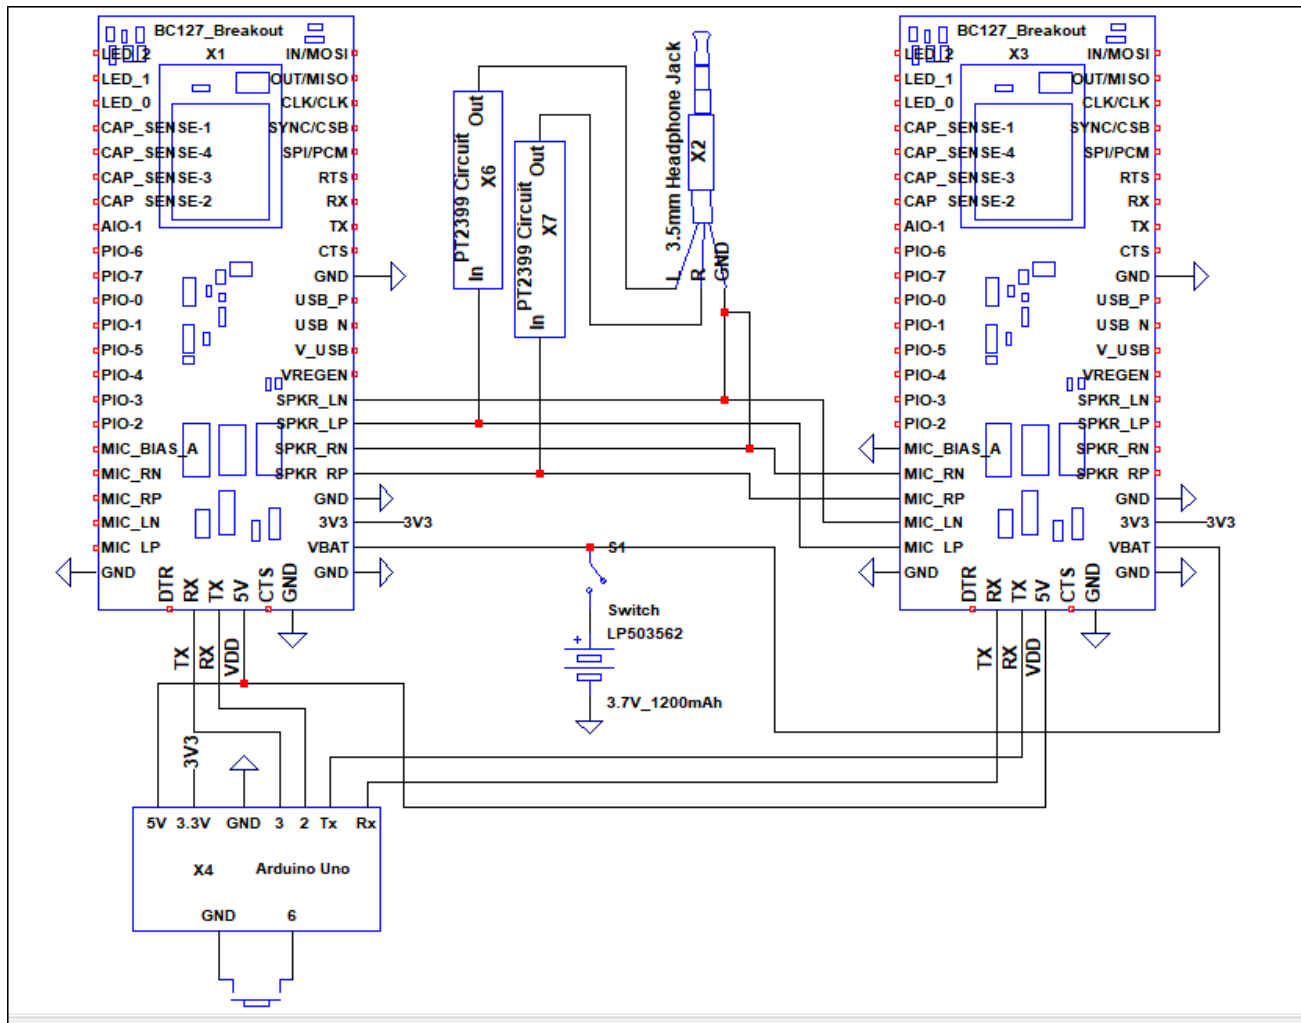 BC127_Breakout
X1
LED_2
LED_1
LED_0
CAP_SENSE-1
CAP_SENSE-4
CAP_SENSE-3
CAP_SENSE-2
AIO-1
PIO-6
PIO-7
PIO-0
PIO-1
PIO-5
PIO-4
PIO-3
PIO-2
MIC_BIAS_A
MIC_RN
MIC_RP
MIC_LN
MIC_LP
GND
IN/MOSI
OUT/MISO
CLK/CLK
SYNC/CSB
SPI/PCM
RTS
RX
TX
CTS
GND
USB_P
USB_N
V_USB
VREGEN
SPKR_LN
SPKR_LP
SPKR_RN
SPKR_RP
GND
3V3
3V3
VBAT
GND
DTR
RX
TX
5V
CTS
GND
TX
RX
VDD
PT2399 Circuit
X6
Out
In
PT2399 Circuit
X7
Out
In
3.5mm Headphone Jack
X2
L
R
GND
BC127_Breakout
X3
LED_2
LED_1
LED_0
CAP_SENSE-1
CAP_SENSE-4
CAP_SENSE-3
CAP_SENSE-2
AIO-1
PIO-6
PIO-7
PIO-0
PIO-1
PIO-5
PIO-4
PIO-3
PIO-2
MIC_BIAS_A
MIC_RN
MIC_RP
MIC_LN
MIC_LP
GND
IN/MOSI
OUT/MISO
CLK/CLK
SYNC/CSB
SPI/PCM
RTS
RX
TX
CTS
GND
USB_P
USB_N
V_USB
VREGEN
SPKR_LN
SPKR_LP
SPKR_RN
SPKR_RP
GND
3V3
3V3
VBAT
GND
DTR
RX
TX
5V
CTS
GND
TX
RX
VDD
S1
Switch
LP503562
+
3.7V_1200mAh
3V3
5V 3.3V GND 3 2 Tx Rx
X4 Arduino Uno
GND 6